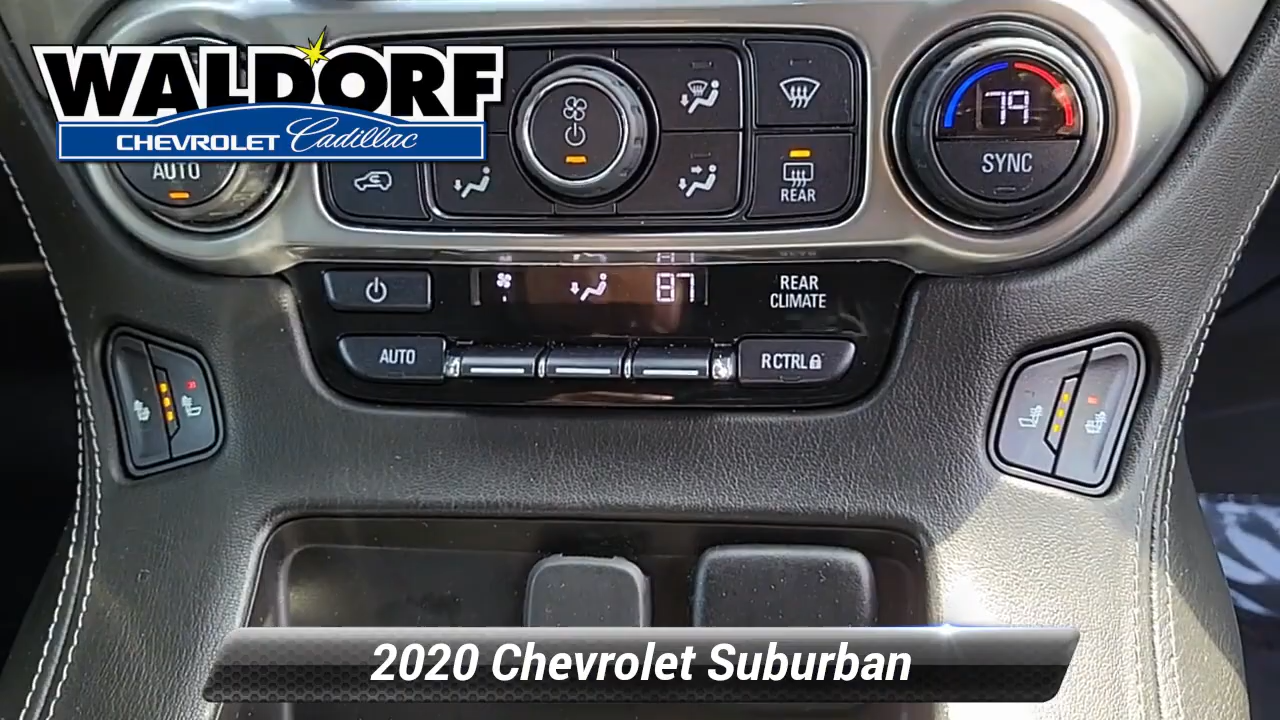 WALDORF
CHEVROLET Cadillac
AUTO
79
SYNC
REAR
87
REAR
CLIMATE
AUTO
RCTRL
2020 Chevrolet Suburban